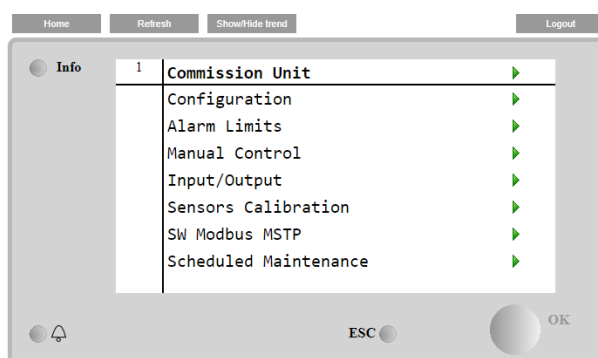 Home Refresh Show/Hide trend Logout
Info
1 Commission Unit
Configuration
Alarm Limits
Manual Control
Input/Output
Sensors Calibration
SW Modbus MSTP
Scheduled Maintenance
OK
ESC